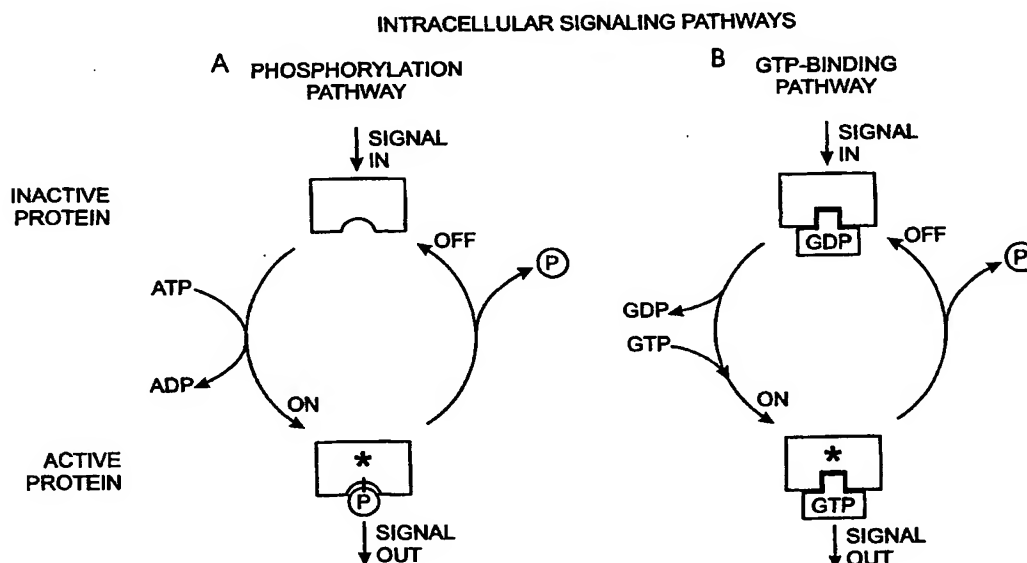 INTRACELLULAR SIGNALING PATHWAYS
A
PHOSPHORYLATION
PATHWAY
SIGNAL
IN
INACTIVE
PROTEIN
OFF
P
ATP
ADP
ON
ACTIVE
PROTEIN
*
P
SIGNAL
OUT
B
GTP-BINDING
PATHWAY
SIGNAL
IN
GDP
OFF
P
GDP
GTP
ON
*
GTP
SIGNAL
OUT